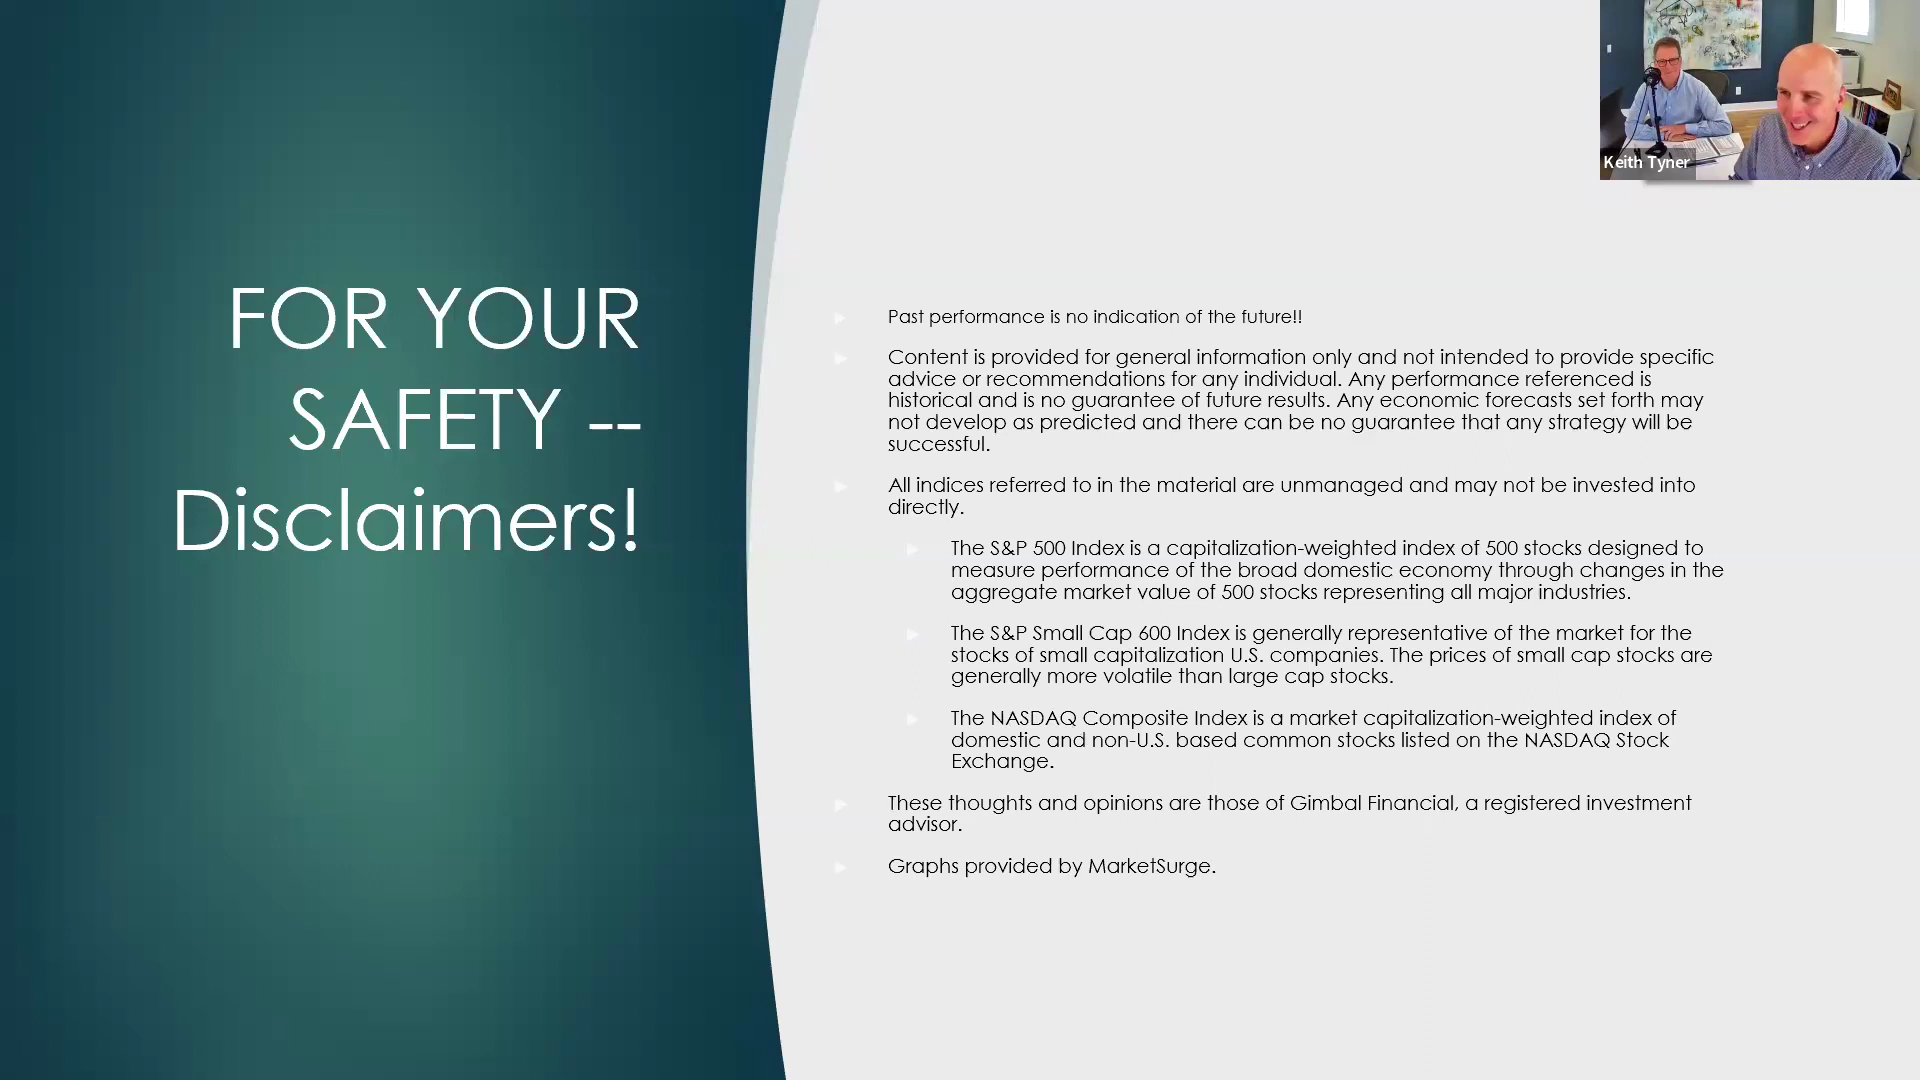 FOR YOUR
SAFETY --
Disclaimers!
Past performance is no indication of the future!!
Content is provided for general information only and not intended to provide specific
advice or recommendations for any individual. Any performance referenced is
historical and is no guarantee of future results. Any economic forecasts set forth may
not develop as predicted and there can be no guarantee that any strategy will be
successful.
All indices referred to in the material are unmanaged and may not be invested into
directly.
The S&P 500 Index is a capitalization-weighted index of 500 stocks designed to
measure performance of the broad domestic economy through changes in the
aggregate market value of 500 stocks representing all major industries.
The S&P Small Cap 600 Index is generally representative of the market for the
stocks of small capitalization U.S. companies. The prices of small cap stocks are
generally more volatile than large cap stocks.
The NASDAQ Composite Index is a market capitalization-weighted index of
domestic and non-U.S. based common stocks listed on the NASDAQ Stock
Exchange.
These thoughts and opinions are those of Gimbal Financial, a registered investment
advisor.
Graphs provided by MarketSurge.
Keith Tyner